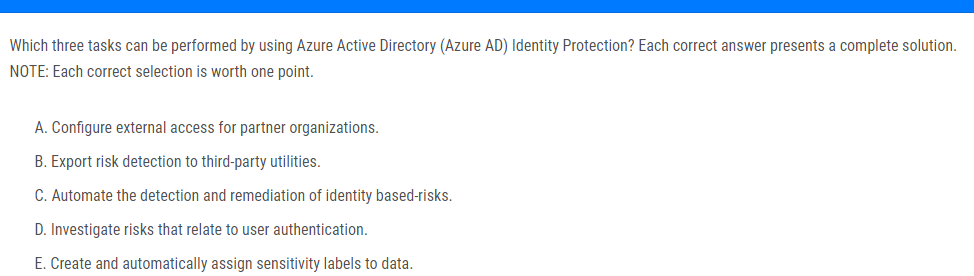 Which three tasks can be performed by using Azure Active Directory (Azure AD) Identity Protection? Each correct answer presents a complete solution.
NOTE: Each correct selection is worth one point.
A. Configure external access for partner organizations.
B. Export risk detection to third-party utilities.
C. Automate the detection and remediation of identity based-risks.
D. Investigate risks that relate to user authentication.
E. Create and automatically assign sensitivity labels to data.